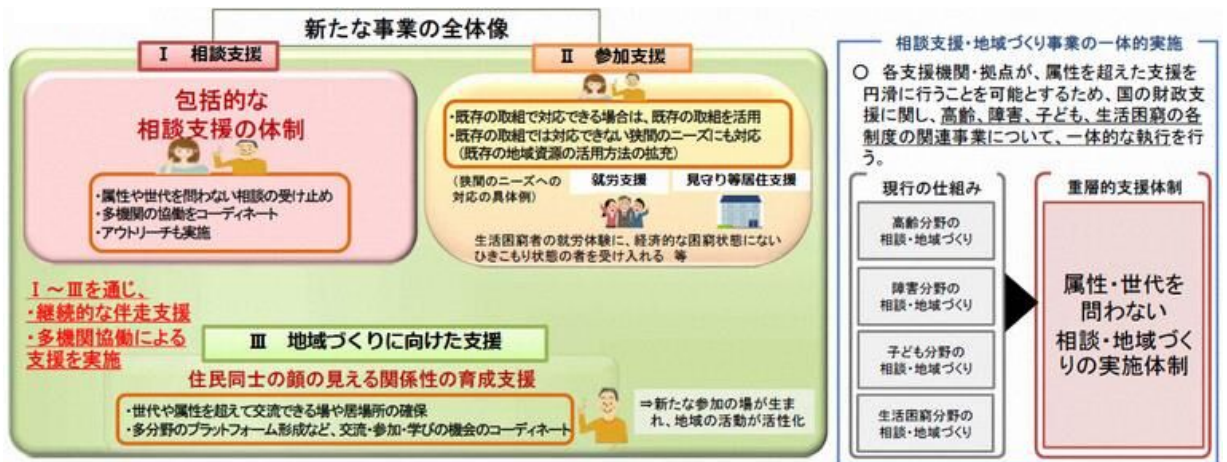 新たな事業の全体像
Ⅰ 相談支援
包括的な
相談支援の体制
・属性や世代を問わない相談の受け止め
・多機関の協働をコーディネート
・アウトリーチも実施
Ⅱ 参加支援
・既存の取組で対応できる場合は、既存の取組を活用
・既存の取組では対応できない狭間のニーズにも対応
（既存の地域資源の活用方法の拡充）
（狭間のニーズへの
対応の具体例）
就労支援
見守り等居住支援
生活困窮者の就労体験に、経済的な困窮状態にない
ひきこもり状態の者を受け入れる 等
Ⅰ～Ⅲを通じ、
・継続的な伴走支援
・多機関協働による
支援を実施
Ⅲ 地域づくりに向けた支援
住民同士の顔の見える関係性の育成支援
・世代や属性を超えて交流できる場や居場所の確保
・多分野のプラットフォーム形成など、交流・参加・学びの機会のコーディネート
⇒新たな参加の場が生ま
れ、地域の活動が活性化
相談支援・地域づくり事業の一体的実施
○ 各支援機関・拠点が、属性を超えた支援を
円滑に行うことを可能とするため、国の財政支
援に関し、高齢、障害、子ども、生活困窮の各
制度の関連事業について、一体的な執行を行
う。
現行の仕組み
高齢分野の
相談・地域づくり
障害分野の
相談・地域づくり
子ども分野の
相談・地域づくり
生活困窮分野の
相談・地域づくり
重層的支援体制
属性・世代を
問わない
相談・地域づく
りの実施体制